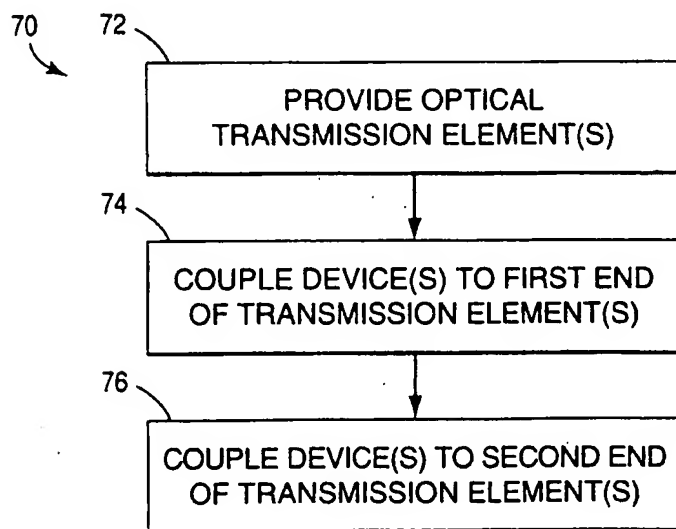 70
72
PROVIDE OPTICAL
TRANSMISSION ELEMENT(S)
74
COUPLE DEVICE(S) TO FIRST END
OF TRANSMISSION ELEMENT(S)
76
COUPLE DEVICE(S) TO SECOND END
OF TRANSMISSION ELEMENT(S)